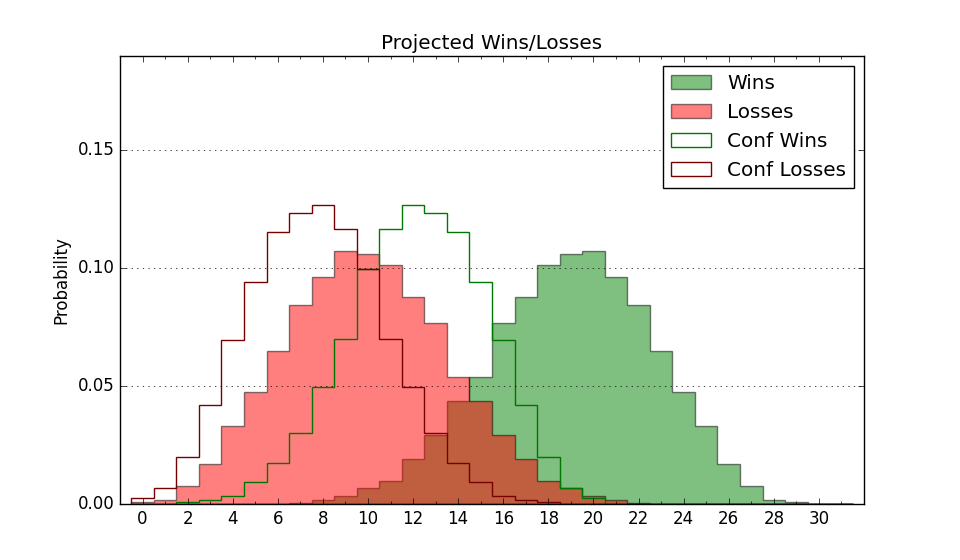 Projected Wins/Losses
Wins
Losses
Conf Wins
Conf Losses
Probability
0.15
0.10
0.05
0.00
0 2 4 6 8 10 12 14 16 18 20 22 24 26 28 30